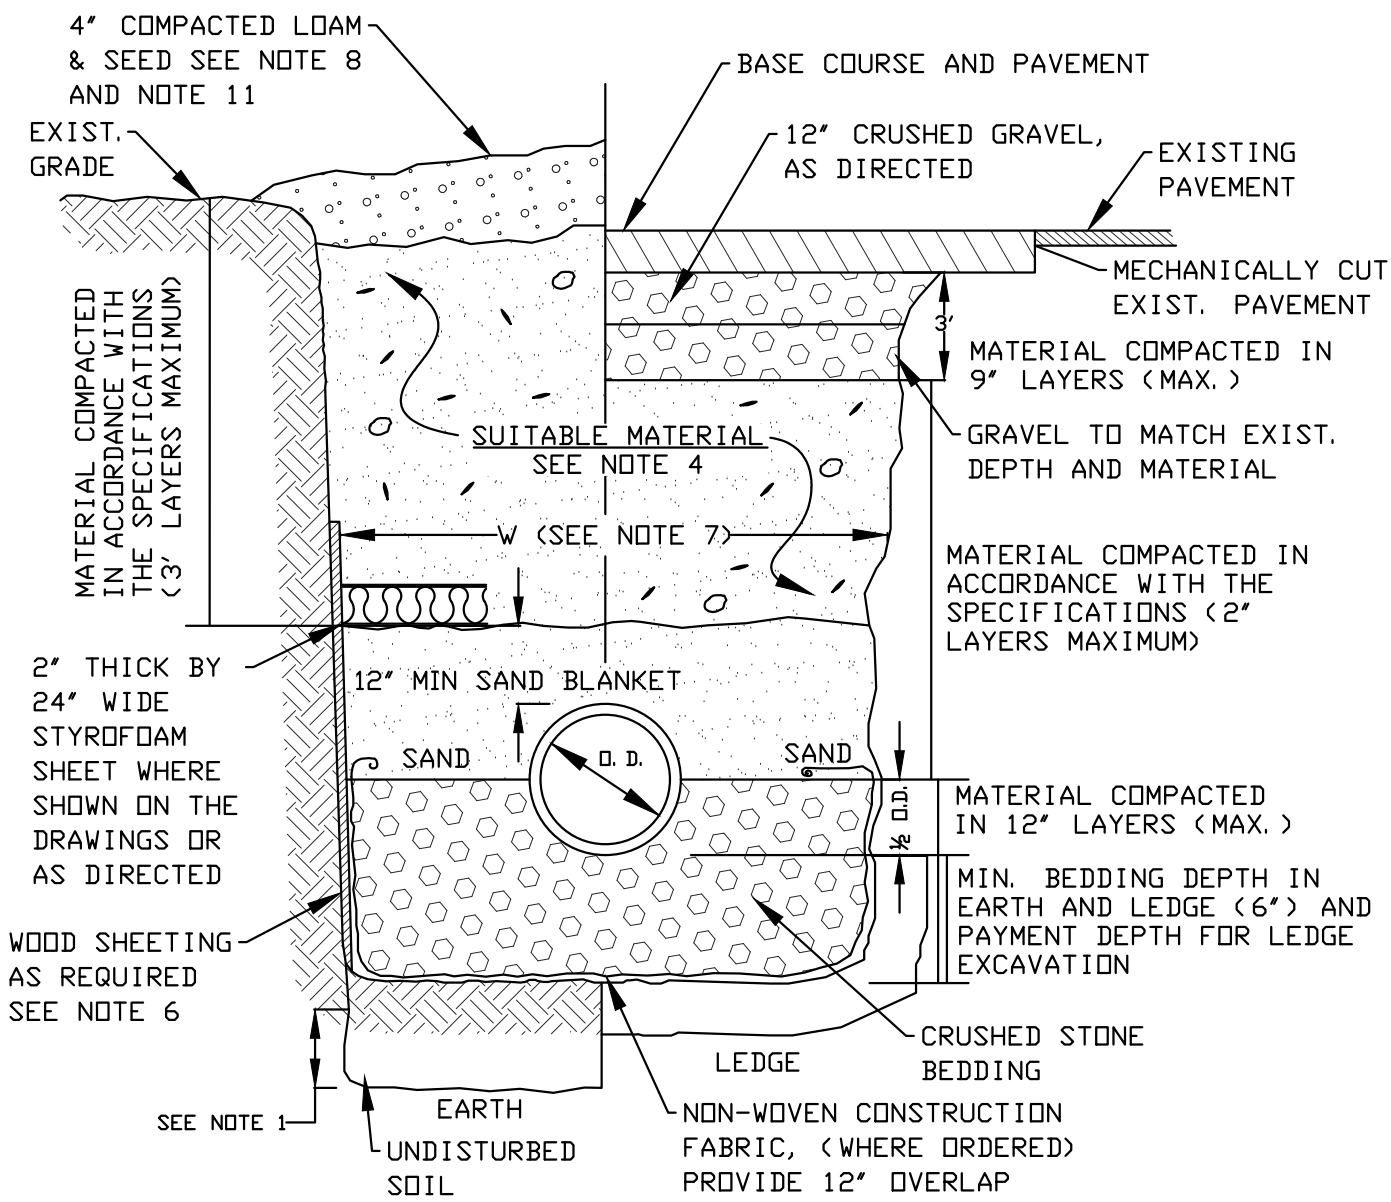 4" COMPACTED LOAM
& SEED SEE NOTE 8
AND NOTE 11
EXIST.
GRADE
BASE COURSE AND PAVEMENT
12" CRUSHED GRAVEL,
AS DIRECTED
EXISTING
PAVEMENT
MECHANICALLY CUT
EXIST. PAVEMENT
3'
MATERIAL COMPACTED IN
9" LAYERS (MAX.)
GRAVEL TO MATCH EXIST.
DEPTH AND MATERIAL
MATERIAL COMPACTED
IN ACCORDANCE WITH
THE SPECIFICATIONS
(3' LAYERS MAXIMUM)
SUITABLE MATERIAL
SEE NOTE 4
W (SEE NOTE 7)
MATERIAL COMPACTED IN
ACCORDANCE WITH THE
SPECIFICATIONS (2"
LAYERS MAXIMUM)
2" THICK BY
24" WIDE
STYROFOAM
SHEET WHERE
SHOWN ON THE
DRAWINGS OR
AS DIRECTED
12" MIN SAND BLANKET
SAND
O. D.
SAND
½ O.D.
MATERIAL COMPACTED
IN 12" LAYERS (MAX.)
MIN. BEDDING DEPTH IN
EARTH AND LEDGE (6") AND
PAYMENT DEPTH FOR LEDGE
EXCAVATION
WOOD SHEETING
AS REQUIRED
SEE NOTE 6
CRUSHED STONE
BEDDING
LEDGE
EARTH
SEE NOTE 1
UNDISTURBED
SOIL
NON-WOVEN CONSTRUCTION
FABRIC, (WHERE ORDERED)
PROVIDE 12" OVERLAP